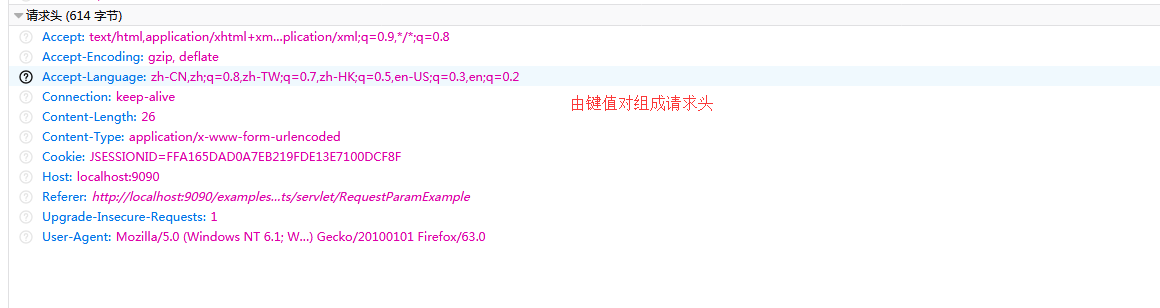 请求头 (614 字节)
Accept: text/html,application/xhtml+xm...plication/xml;q=0.9,*/*;q=0.8
Accept-Encoding: gzip, deflate
Accept-Language: zh-CN,zh;q=0.8,zh-TW;q=0.7,zh-HK;q=0.5,en-US;q=0.3,en;q=0.2
Connection: keep-alive
由键值对组成请求头
Content-Length: 26
Content-Type: application/x-www-form-urlencoded
Cookie: JSESSIONID=FFA165DAD0A7EB219FDE13E7100DCF8F
Host: localhost:9090
Referer: http://localhost:9090/examples...ts/servlet/RequestParamExample
Upgrade-Insecure-Requests: 1
User-Agent: Mozilla/5.0 (Windows NT 6.1; W...) Gecko/20100101 Firefox/63.0